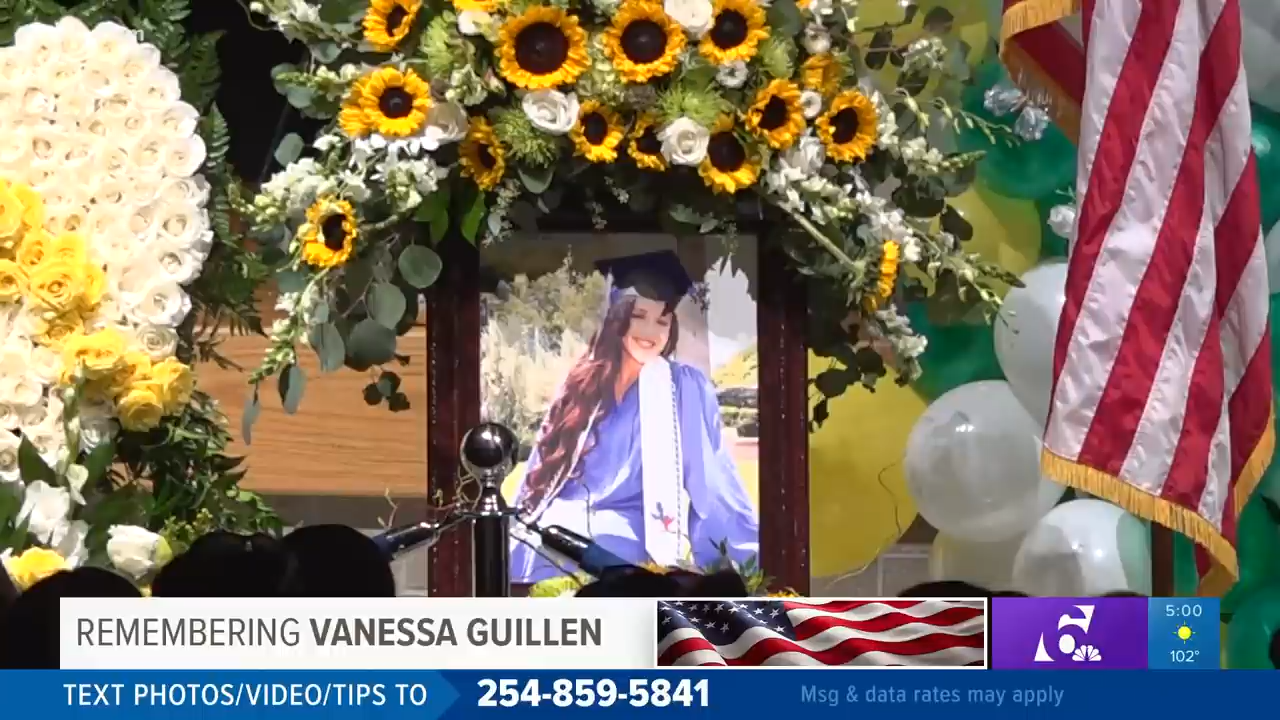 REMEMBERING VANESSA GUILLEN
6
5:00
102°
TEXT PHOTOS/VIDEO/TIPS TO 254-859-5841 Msg & data rates may apply